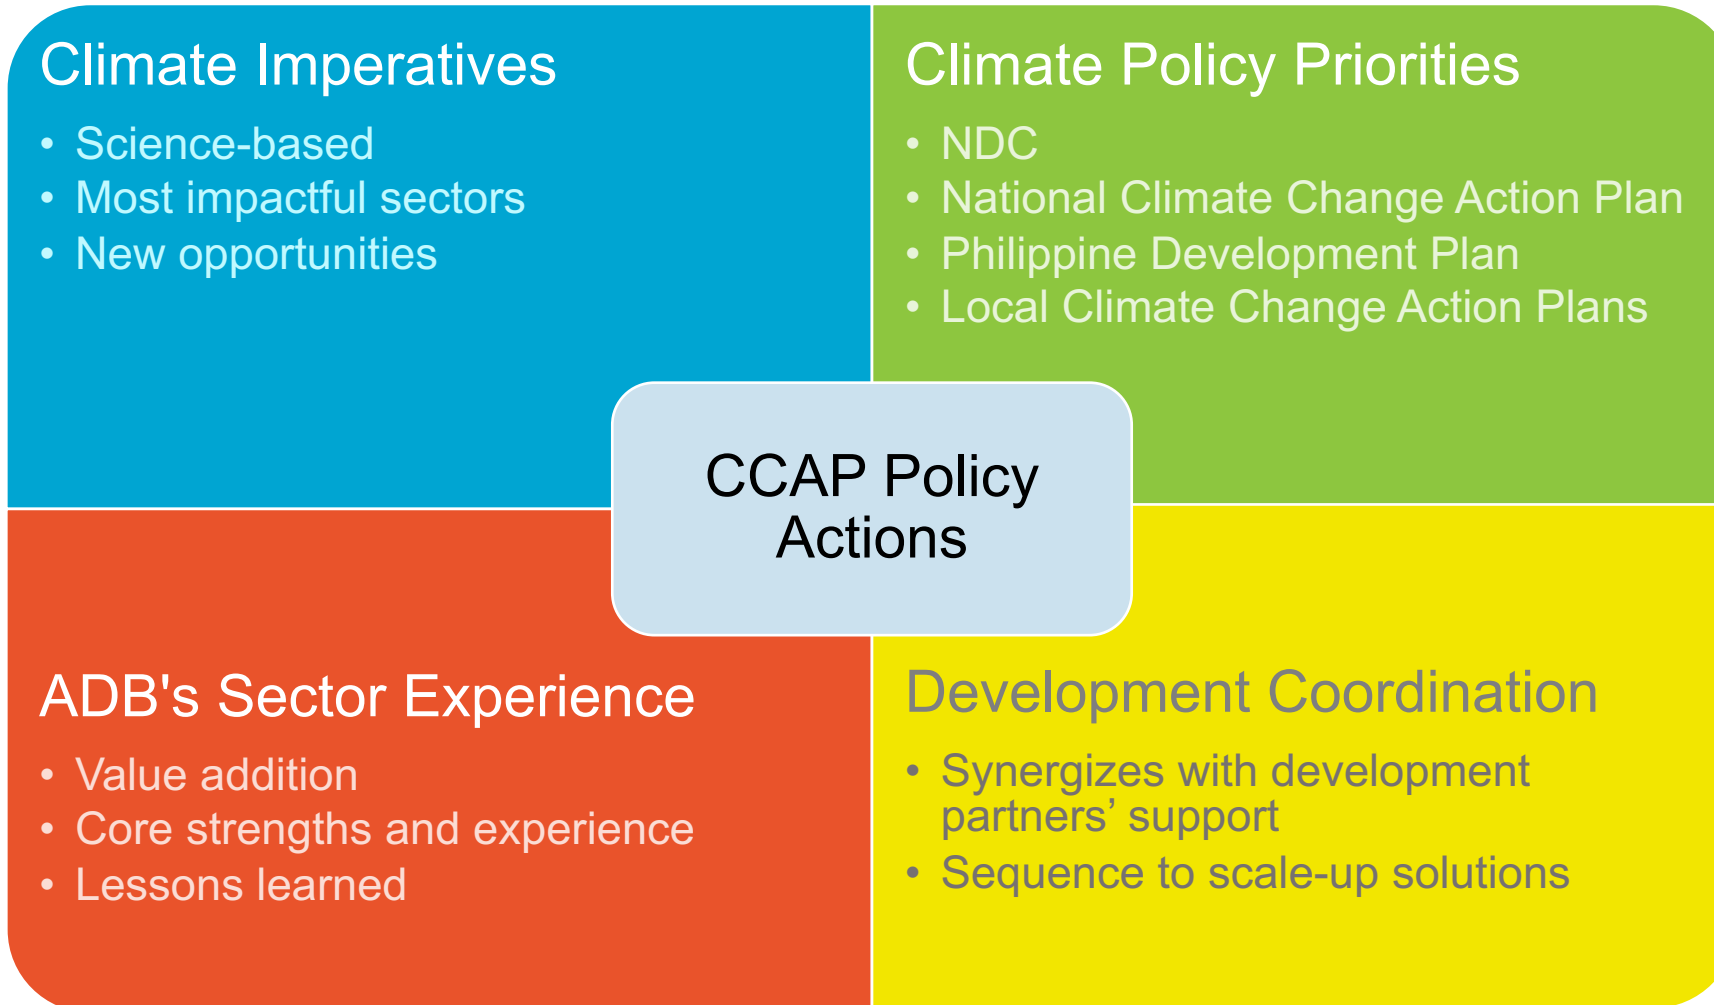 Climate Imperatives
• Science-based
• Most impactful sectors
• New opportunities
Climate Policy Priorities
• NDC
• National Climate Change Action Plan
• Philippine Development Plan
• Local Climate Change Action Plans
CCAP Policy
Actions
ADB's Sector Experience
• Value addition
• Core strengths and experience
• Lessons learned
Development Coordination
• Synergizes with development
partners’ support
• Sequence to scale-up solutions